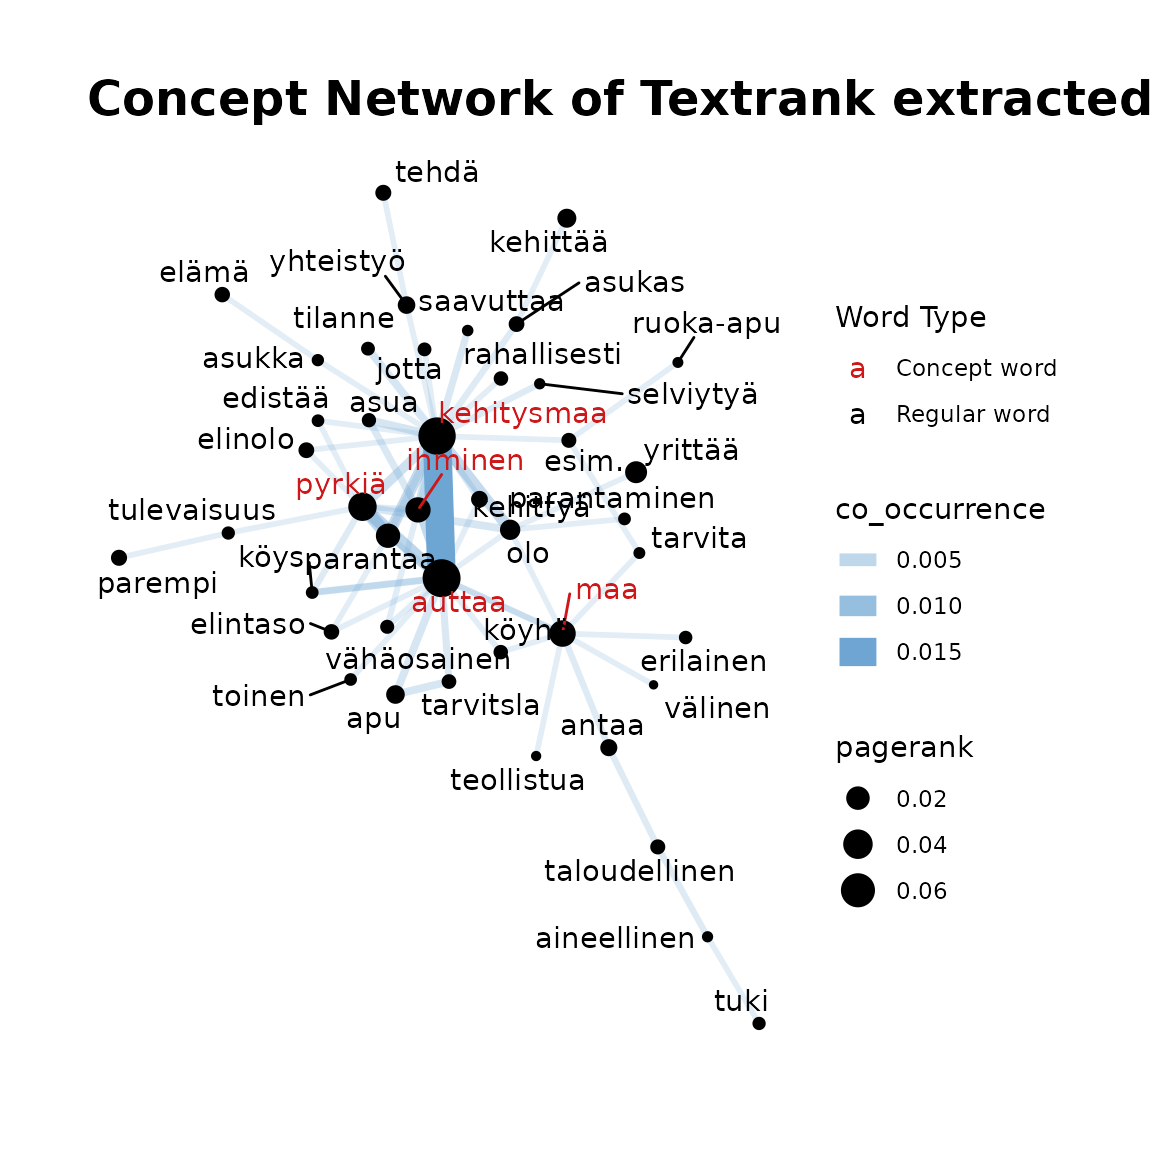 Concept Network of Textrank extracted
tehdä
kehittää
yhteistyö
elämä
asukas
saavuttaa
tilanne
ruoka-apu
rahallisesti
asukka
jotta
selviytyä
edistää
asua
kehitysmaa
elinolo
yrittää
ihminen
esim.
pyrkiä
parantaminen
kehittyä
tulevaisuus
tarvita
olo
köys
parantaa
parempi
maa
auttaa
elintaso
köyhä
vähäosainen
erilainen
toinen
tarvitsla
välinen
apu
antaa
teollistua
taloudellinen
aineellinen
tuki
Word Type
a Concept word
a Regular word
co_occurrence
0.005
0.010
0.015
pagerank
0.02
0.04
0.06